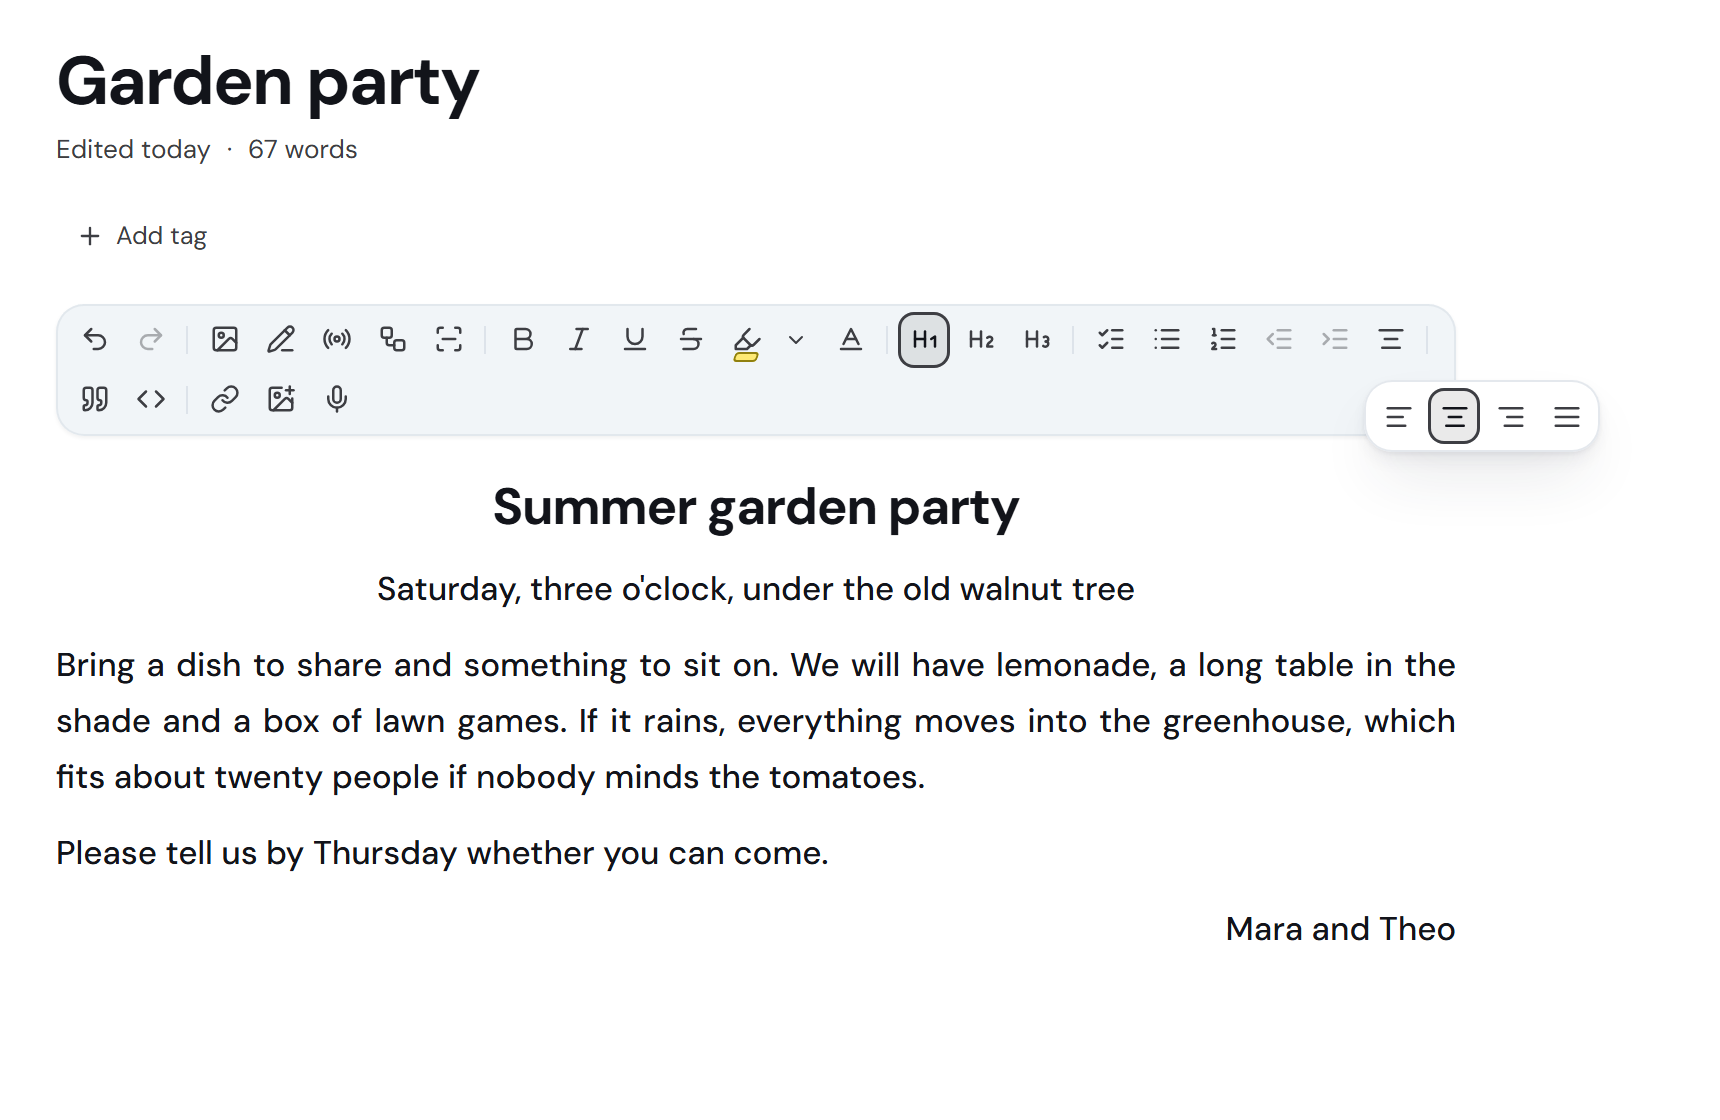 Garden party
Edited today · 67 words
Add tag
H1 H2 H3
Summer garden party
Saturday, three o'clock, under the old walnut tree
Bring a dish to share and something to sit on. We will have lemonade, a long table in the
shade and a box of lawn games. If it rains, everything moves into the greenhouse, which
fits about twenty people if nobody minds the tomatoes.
Please tell us by Thursday whether you can come.
Mara and Theo